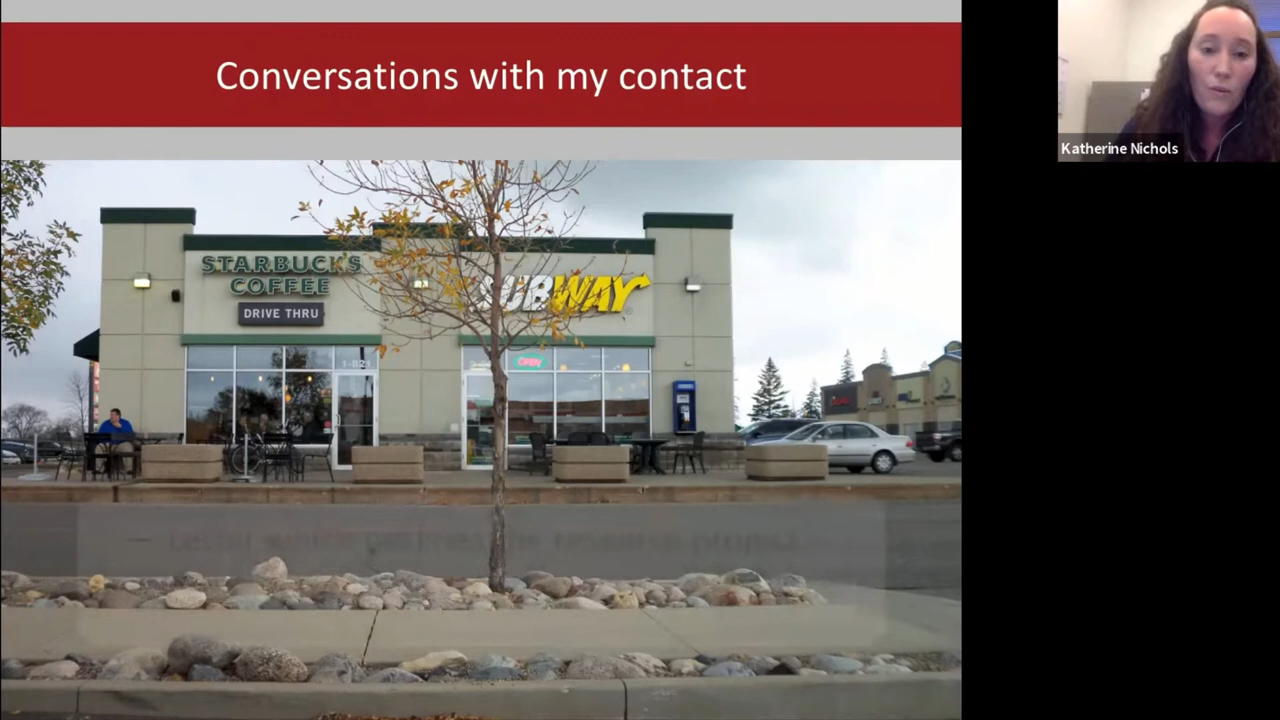 Conversations with my contact
Katherine Nichols
STARBUCKS
COFFEE
DRIVE THRU
SUBWAY
OPEN